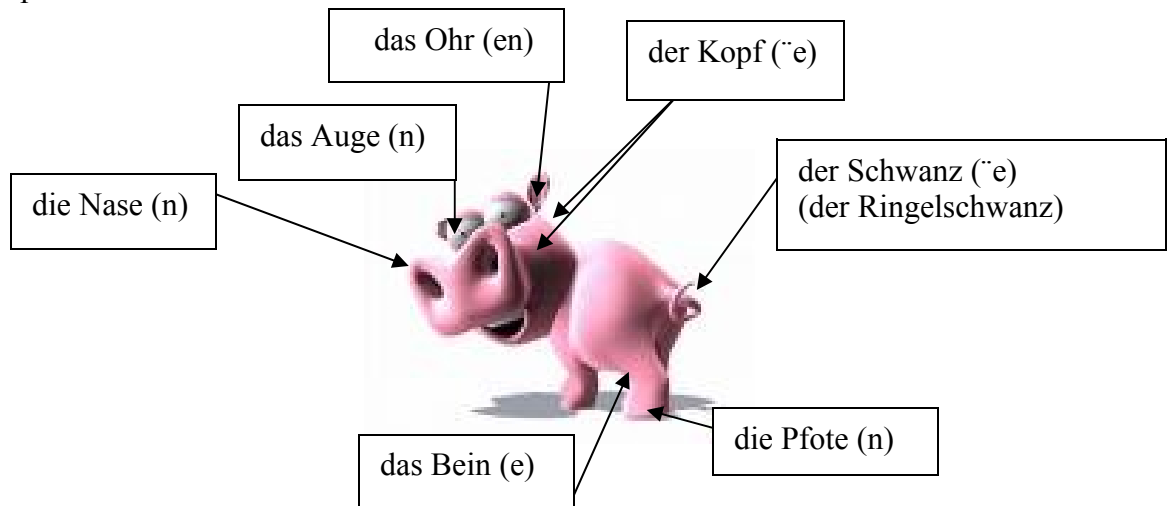 das Ohr (en)
der Kopf (¨e)
das Auge (n)
der Schwanz (¨e)
(der Ringelschwanz)
die Nase (n)
die Pfote (n)
das Bein (e)